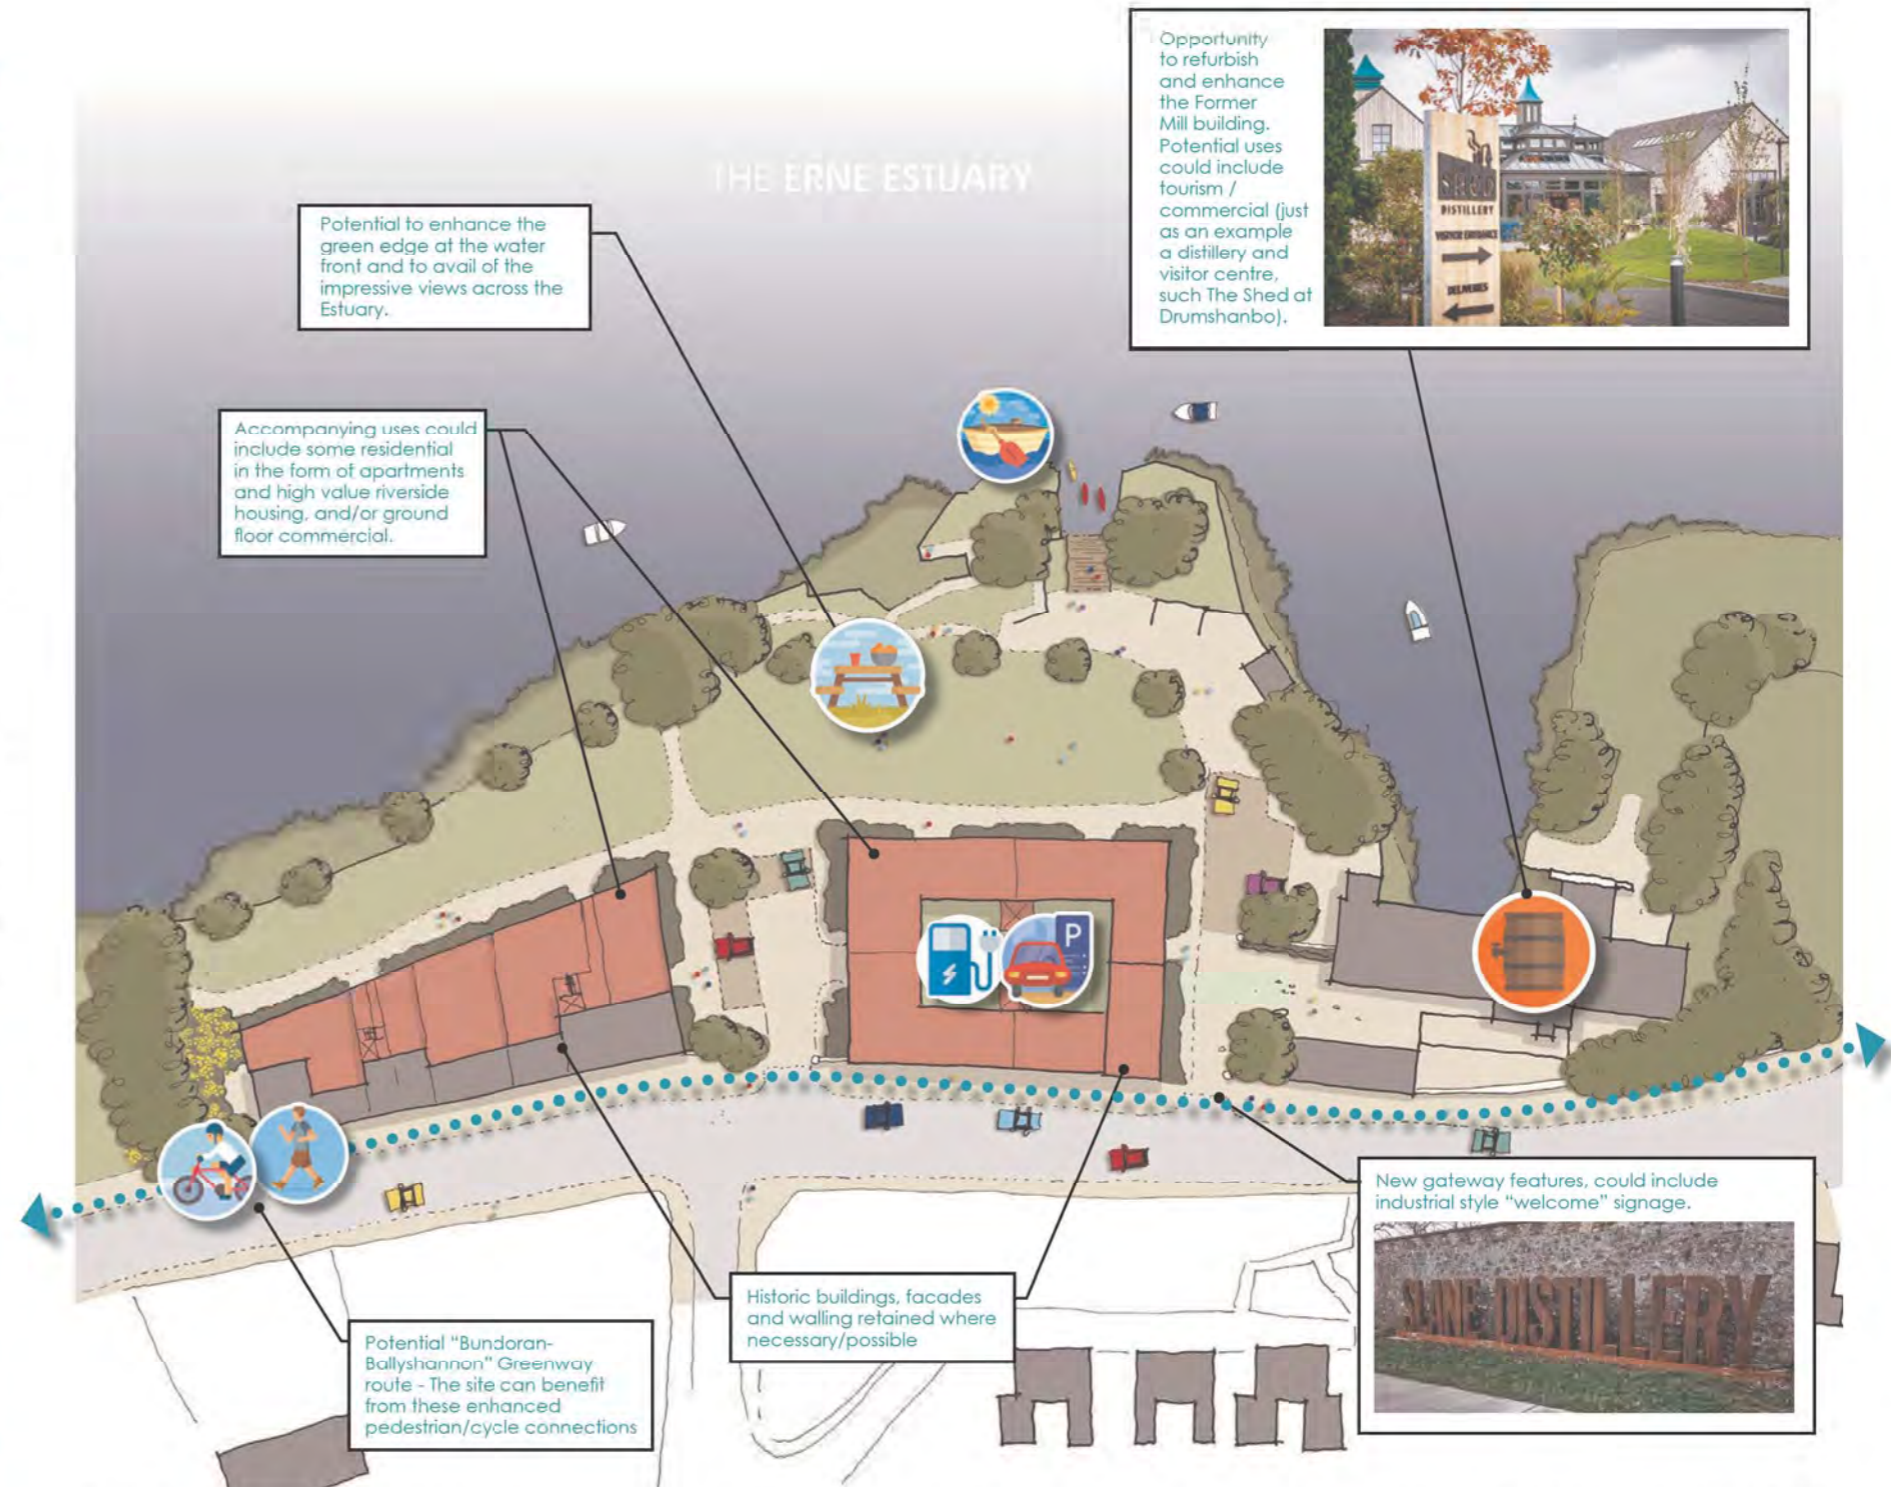 THE ERNE ESTUARY
Opportunity
to refurbish
and enhance
the Former
Mill building.
Potential uses
could include
tourism /
commercial (just
as an example
a distillery and
visitor centre,
such The Shed at
Drumshanbo).
SHED
DISTILLERY
VISITOR ENTRANCE
DELIVERIES
Potential to enhance the
green edge at the water
front and to avail of the
impressive views across the
Estuary.
Accompanying uses could
include some residential
in the form of apartments
and high value riverside
housing, and/or ground
floor commercial.
P
New gateway features, could include
industrial style “welcome” signage.
SLANE DISTILLERY
Historic buildings, facades
and walling retained where
necessary/possible
Potential “Bundoran-
Ballyshannon” Greenway
route - The site can benefit
from these enhanced
pedestrian/cycle connections